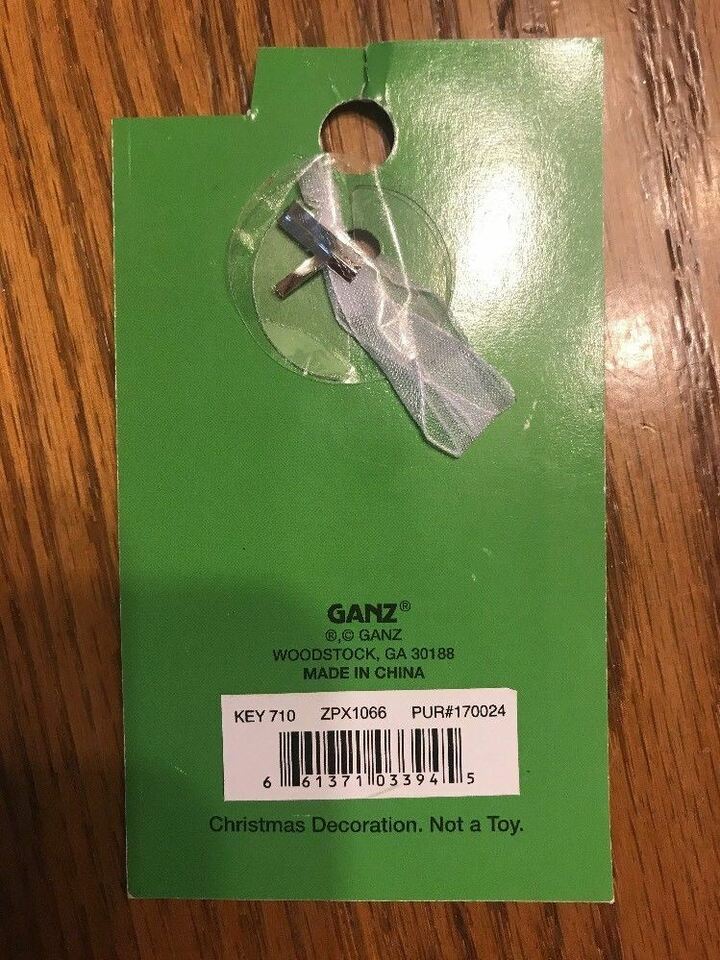 GANZ®
®,© GANZ
WOODSTOCK, GA 30188
MADE IN CHINA
KEY 710 ZPX1066 PUR#170024
6 61371 03394 5
Christmas Decoration. Not a Toy.